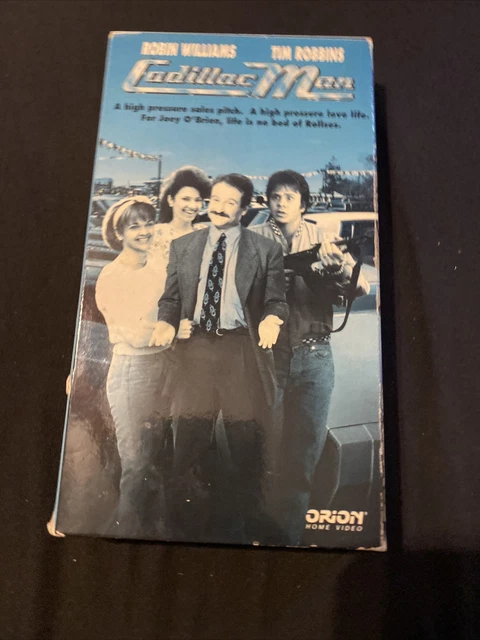 ROBIN WILLIAMS TIM ROBBINS
Cadillac Man
A high pressure sales pitch. A high pressure love life.
For Joey O'Brien, life is no bed of Rollses.
ORION
HOME VIDEO